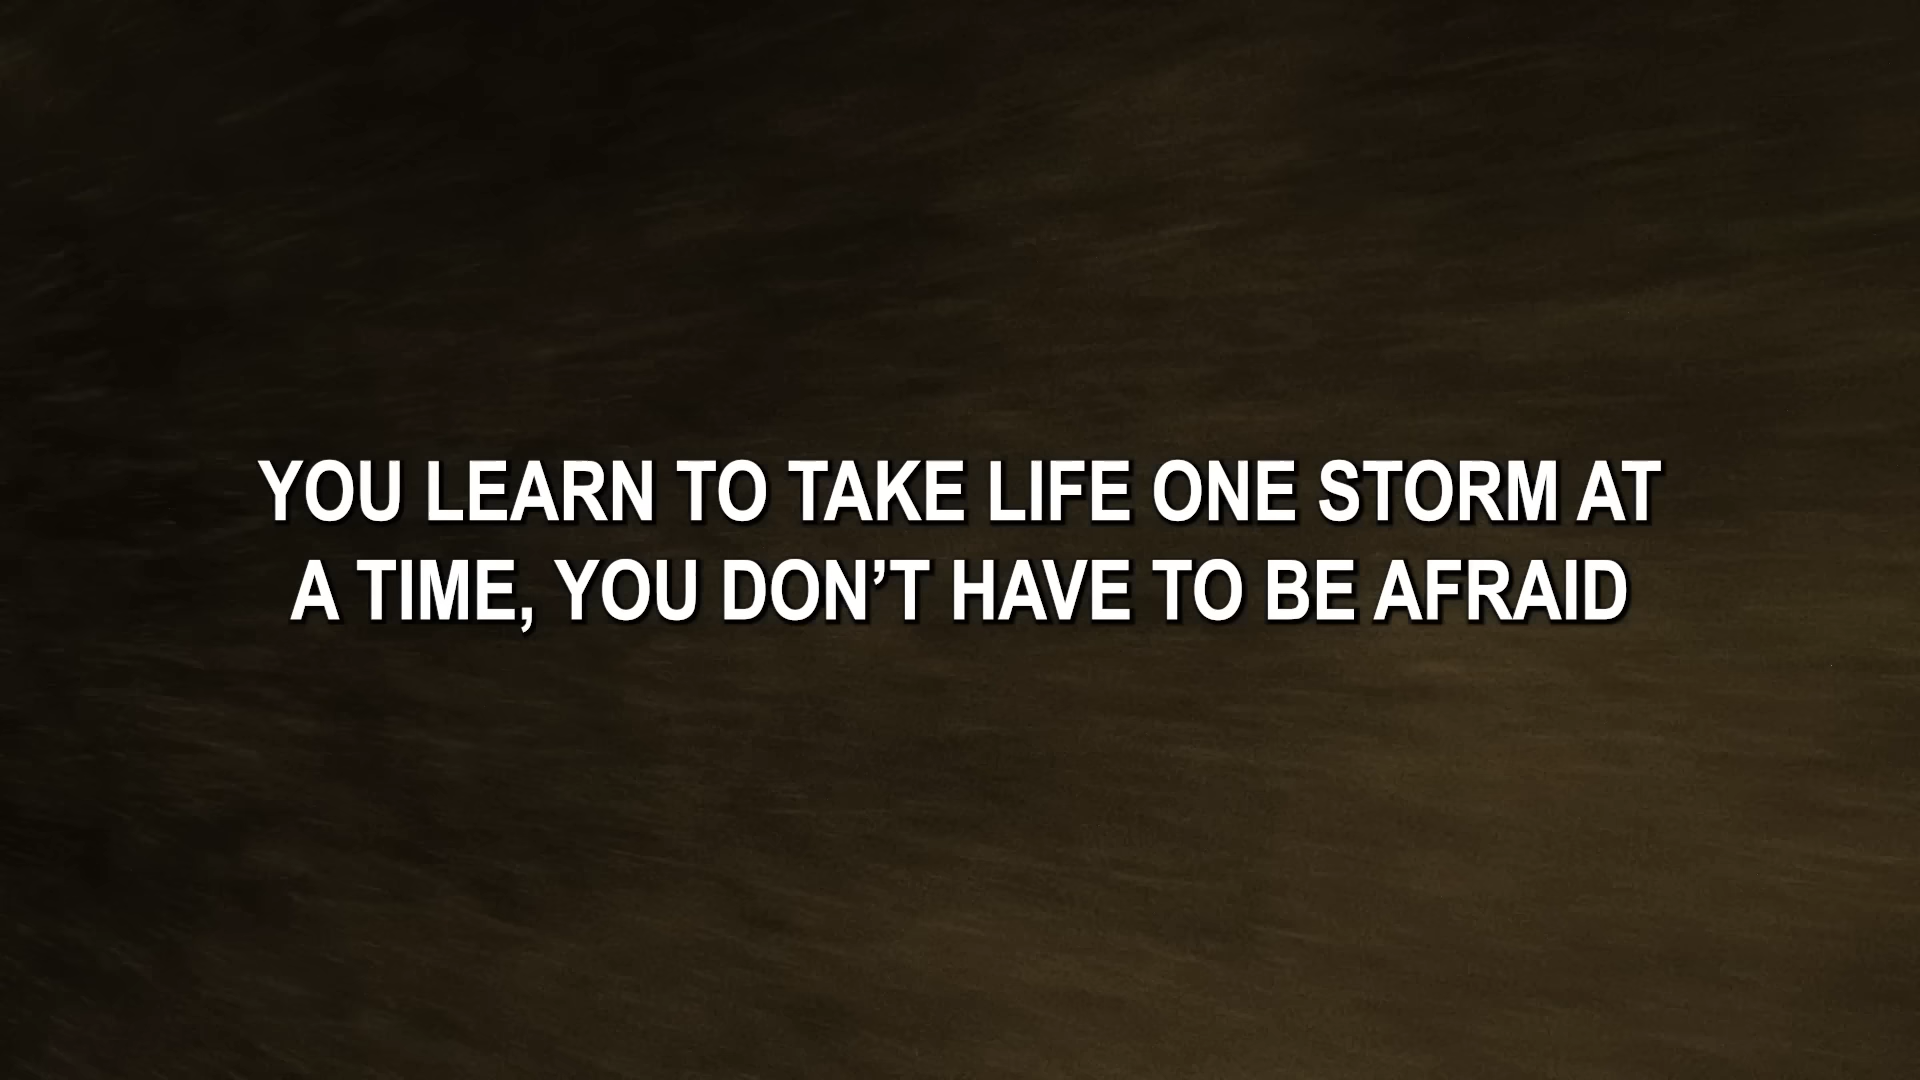 YOU LEARN TO TAKE LIFE ONE STORM AT
A TIME, YOU DON’T HAVE TO BE AFRAID